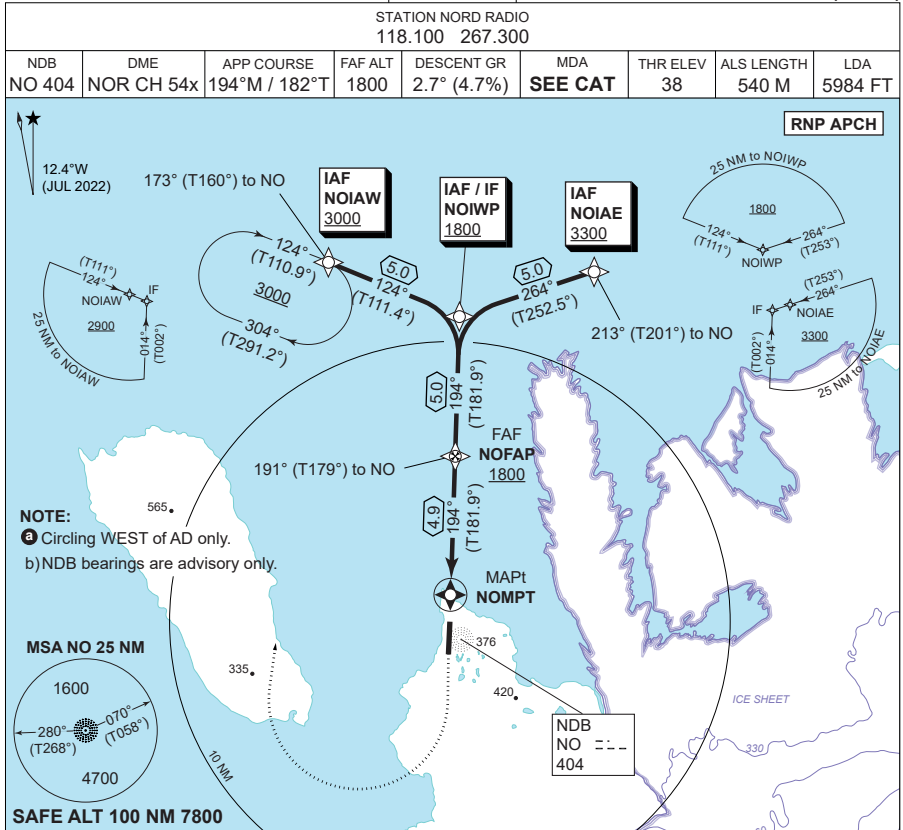 STATION NORD RADIO
118.100 267.300
NDB
NO 404
DME
NOR CH 54x
APP COURSE
194°M / 182°T
FAF ALT
1800
DESCENT GR
2.7° (4.7%)
MDA
SEE CAT
THR ELEV
38
ALS LENGTH
540 M
LDA
5984 FT
RNP APCH
12.4°W
(JUL 2022)
173° (T160°) to NO
IAF
NOIAW
3000
IAF / IF
NOIWP
1800
IAF
NOIAE
3300
25 NM to NOIWP
1800
124°
(T111°)
264°
(T253°)
NOIWP
124°
(T110.9°)
3000
304°
(T291.2°)
5.0
124°
(T111.4°)
5.0
264°
(T252.5°)
213° (T201°) to NO
(T111°)
124°
IF
NOIAW
2900
014°
(T002°)
25 NM to NOIAW
(T253°)
264°
IF
NOIAE
3300
014°
(T002°)
25 NM to NOIAE
5.0
194°
(T181.9°)
FAF
NOFAP
1800
191° (T179°) to NO
4.9
194°
(T181.9°)
MAPt
NOMPT
565
NOTE:
a Circling WEST of AD only.
b)NDB bearings are advisory only.
376
335
420
MSA NO 25 NM
1600
280°
(T268°)
070°
(T058°)
4700
SAFE ALT 100 NM 7800
10 NM
NDB
NO
404
ICE SHEET
330